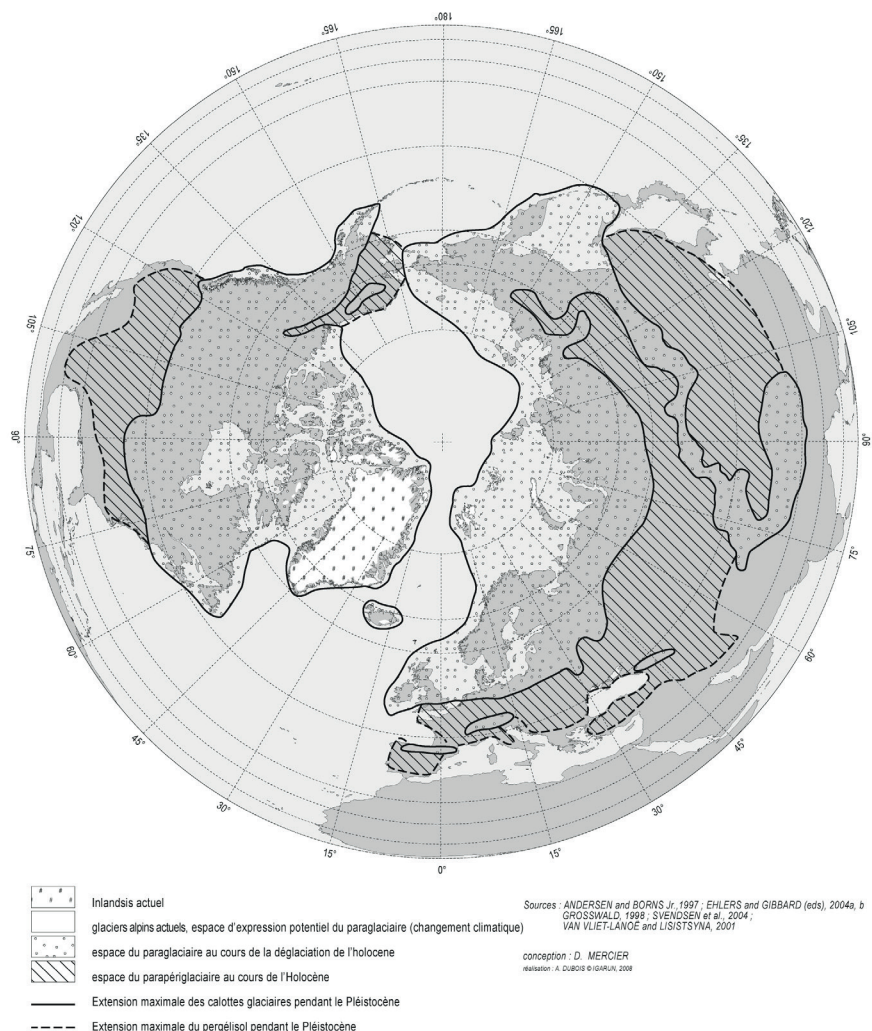 180°
165°
165°
150°
150°
135°
135°
120°
120°
105°
105°
90°
90°
75°
75°
60°
60°
45°
45°
30°
30°
15°
15°
0°
Inlandsis actuel
glaciers alpins actuels, espace d'expression potentiel du paraglaciaire (changement climatique)
espace du paraglaciaire au cours de la déglaciation de l'holocene
espace du parapériglaciaire au cours de l'Holocène
Extension maximale des calottes glaciaires pendant le Pléistocène
Extension maximale du pergélisol pendant le Pléistocène
Sources : ANDERSEN and BORNS Jr.,1997 ; EHLERS and GIBBARD (eds), 2004a, b
GROSSWALD, 1998 ; SVENDSEN et al., 2004 ;
VAN VLIET-LANOË and LISISTSYNA, 2001
conception : D. MERCIER
réalisation : A. DUBOIS © IGARUN, 2008